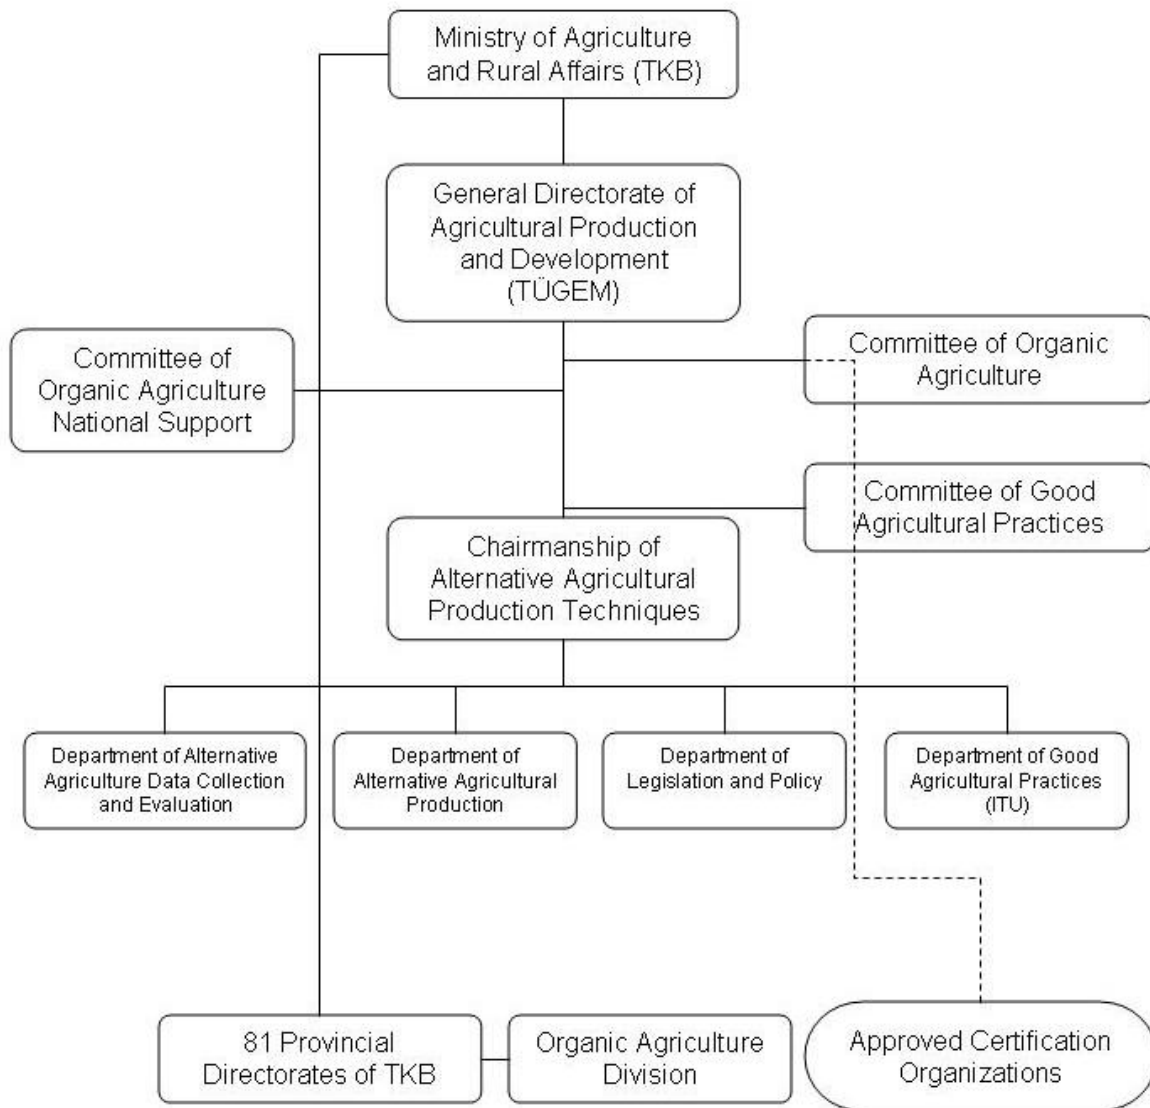 Ministry of Agriculture
and Rural Affairs (TKB)
General Directorate of
Agricultural Production
and Development
(TÜGEM)
Committee of
Organic Agriculture
National Support
Committee of Organic
Agriculture
Committee of Good
Agricultural Practices
Chairmanship of
Alternative Agricultural
Production Techniques
Department of Alternative
Agriculture Data Collection
and Evaluation
Department of
Alternative Agricultural
Production
Department of
Legislation and Policy
Department of Good
Agricultural Practices
(ITU)
81 Provincial
Directorates of TKB
Organic Agriculture
Division
Approved Certification
Organizations